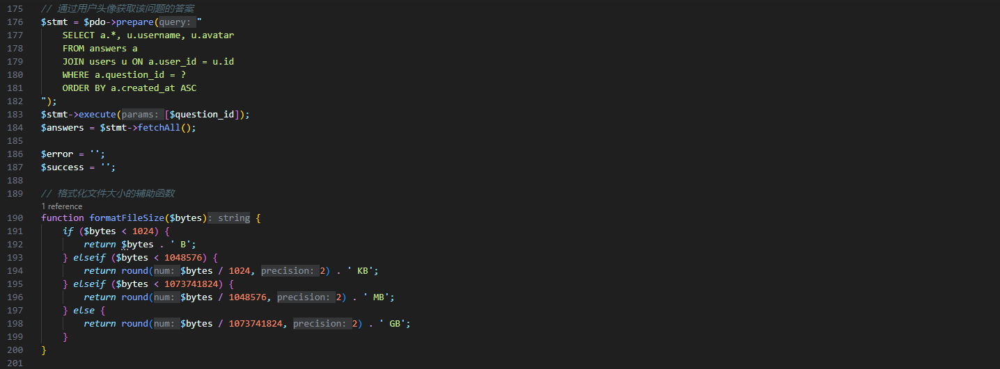 175 // 通过用户头像获取该问题的答案
176 $stmt = $pdo->prepare(query: "
177     SELECT a.*, u.username, u.avatar
178     FROM answers a
179     JOIN users u ON a.user_id = u.id
180     WHERE a.question_id = ?
181     ORDER BY a.created_at ASC
182 ");
183 $stmt->execute(params: [$question_id]);
184 $answers = $stmt->fetchAll();
185
186 $error = '';
187 $success = '';
188
189 // 格式化文件大小的辅助函数
1 reference
190 function formatFileSize($bytes): string {
191     if ($bytes < 1024) {
192         return $bytes . ' B';
193     } elseif ($bytes < 1048576) {
194         return round(num: $bytes / 1024, precision: 2) . ' KB';
195     } elseif ($bytes < 1073741824) {
196         return round(num: $bytes / 1048576, precision: 2) . ' MB';
197     } else {
198         return round(num: $bytes / 1073741824, precision: 2) . ' GB';
199     }
200 }
201